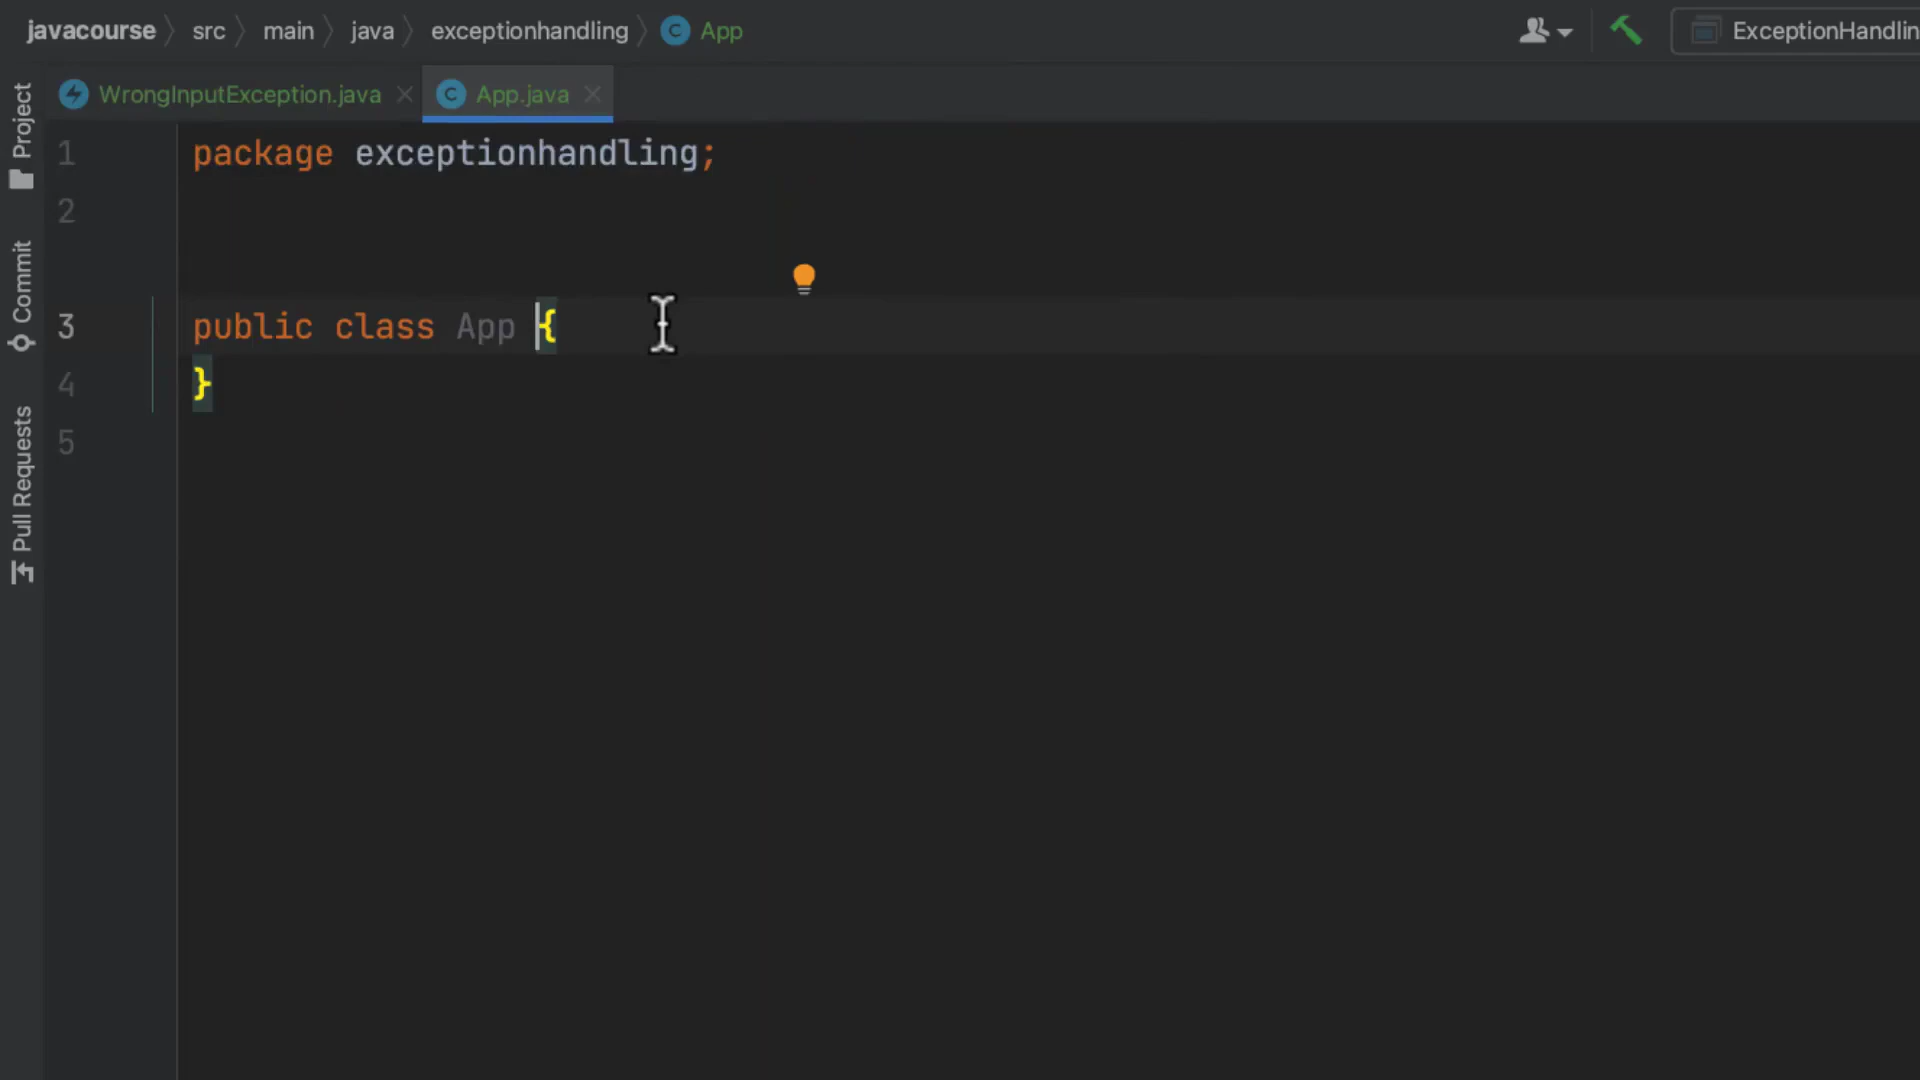 javacourse src main java exceptionhandling App ExceptionHandlin
WrongInputException.java App.java
Project
Commit
Pull Requests
1 package exceptionhandling;
2
3 public class App {
4 }
5